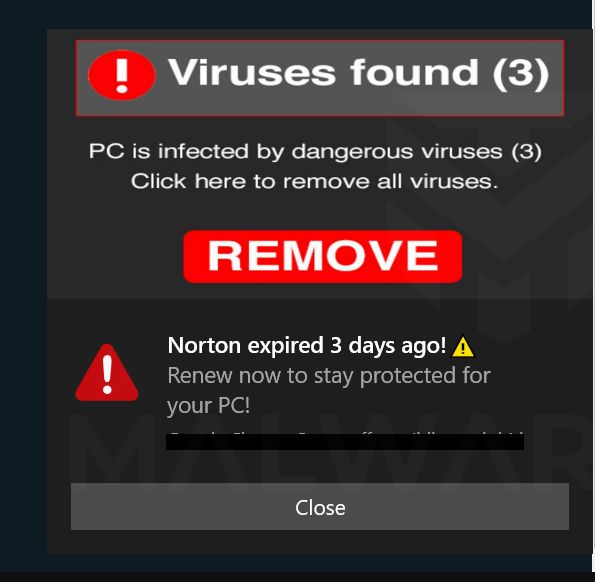 Viruses found (3)
PC is infected by dangerous viruses (3)
Click here to remove all viruses.
REMOVE
Norton expired 3 days ago!
Renew now to stay protected for
your PC!
MALWAR
Close